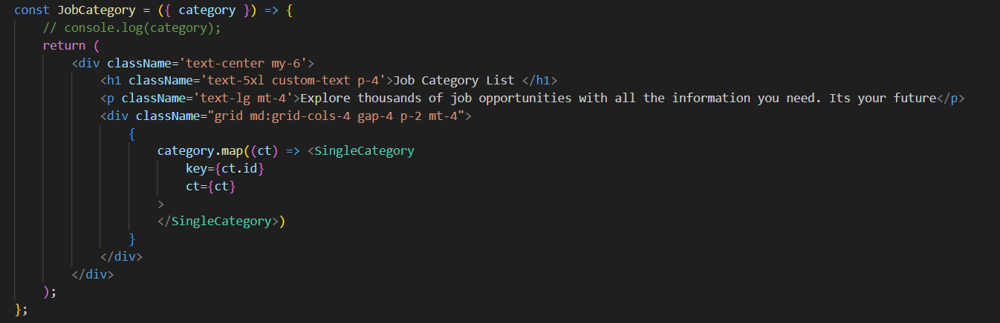 const JobCategory = ({ category }) => {
    // console.log(category);
    return (
        <div className='text-center my-6'>
            <h1 className='text-5xl custom-text p-4'>Job Category List </h1>
            <p className='text-lg mt-4'>Explore thousands of job opportunities with all the information you need. Its your future</p>
            <div className="grid md:grid-cols-4 gap-4 p-2 mt-4">
                {
                    category.map((ct) => <SingleCategory
                        key={ct.id}
                        ct={ct}
                    >
                    </SingleCategory>)
                }
            </div>
        </div>
    );
};